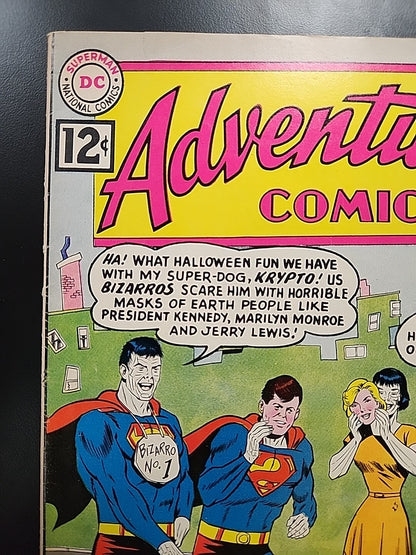 SUPERMAN
DC
NATIONAL COMICS
12¢
Adventu
COMIC
HA! WHAT HALLOWEEN FUN WE HAVE
WITH MY SUPER-DOG, KRYPTO! US
BIZARROS SCARE HIM WITH HORRIBLE
MASKS OF EARTH PEOPLE LIKE
PRESIDENT KENNEDY, MARILYN MONROE
AND JERRY LEWIS!
H
O
BIZARRO
NO. 1
S